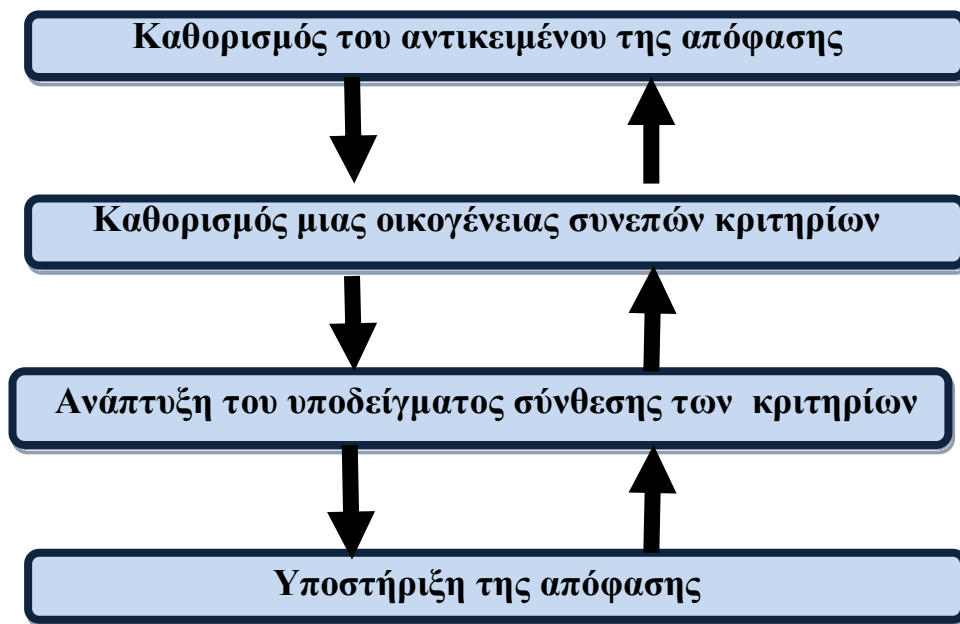 Καθορισμός του αντικειμένου της απόφασης
Καθορισμός μιας οικογένειας συνεπών κριτηρίων
Ανάπτυξη του υποδείγματος σύνθεσης των κριτηρίων
Υποστήριξη της απόφασης